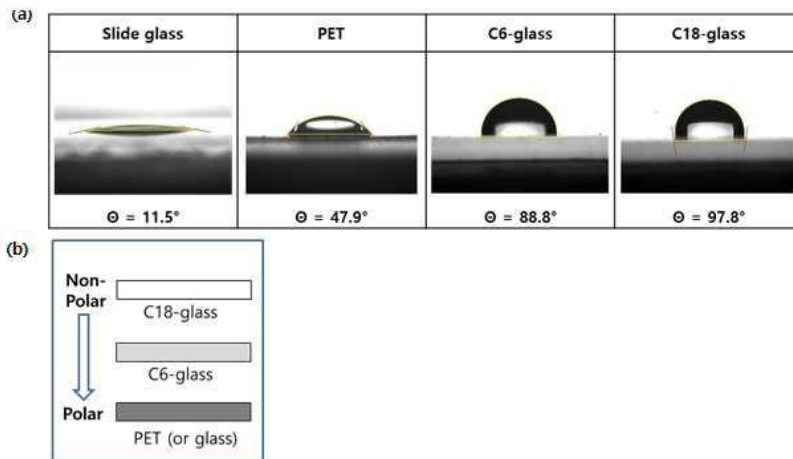 (a)
Slide glass PET C6-glass C18-glass
Θ = 11.5° Θ = 47.9° Θ = 88.8° Θ = 97.8°
(b)
Non-
Polar
C18-glass
C6-glass
Polar
PET (or glass)